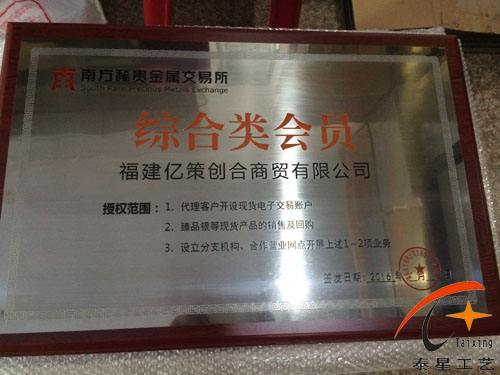 南方稀贵金属交易所
South Rare Precious Metals Exchange
综合类会员
福建亿策创合商贸有限公司
授权范围：1、代理客户开设现货电子交易账户
2、臻品银等现货产品的销售及回购
3、设立分支机构、合作营业网点开展上述1~2项业务
签发日期：2016年
Taixing
泰星工艺